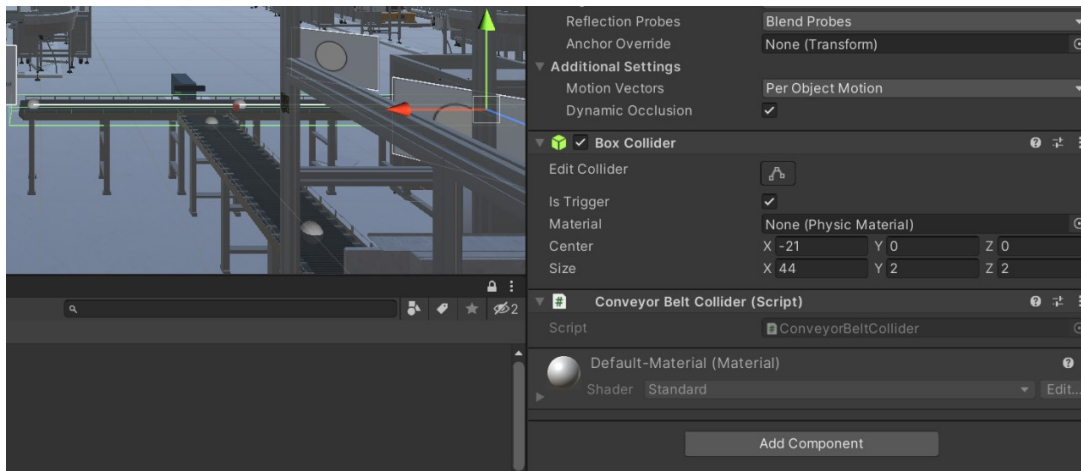 Reflection Probes Blend Probes
Anchor Override None (Transform)
Additional Settings
Motion Vectors Per Object Motion
Dynamic Occlusion
Box Collider
Edit Collider
Is Trigger
Material None (Physic Material)
Center X -21 Y 0 Z 0
Size X 44 Y 2 Z 2
2
# Conveyor Belt Collider (Script)
Script # ConveyorBeltCollider
Default-Material (Material)
Shader Standard Edit...
Add Component